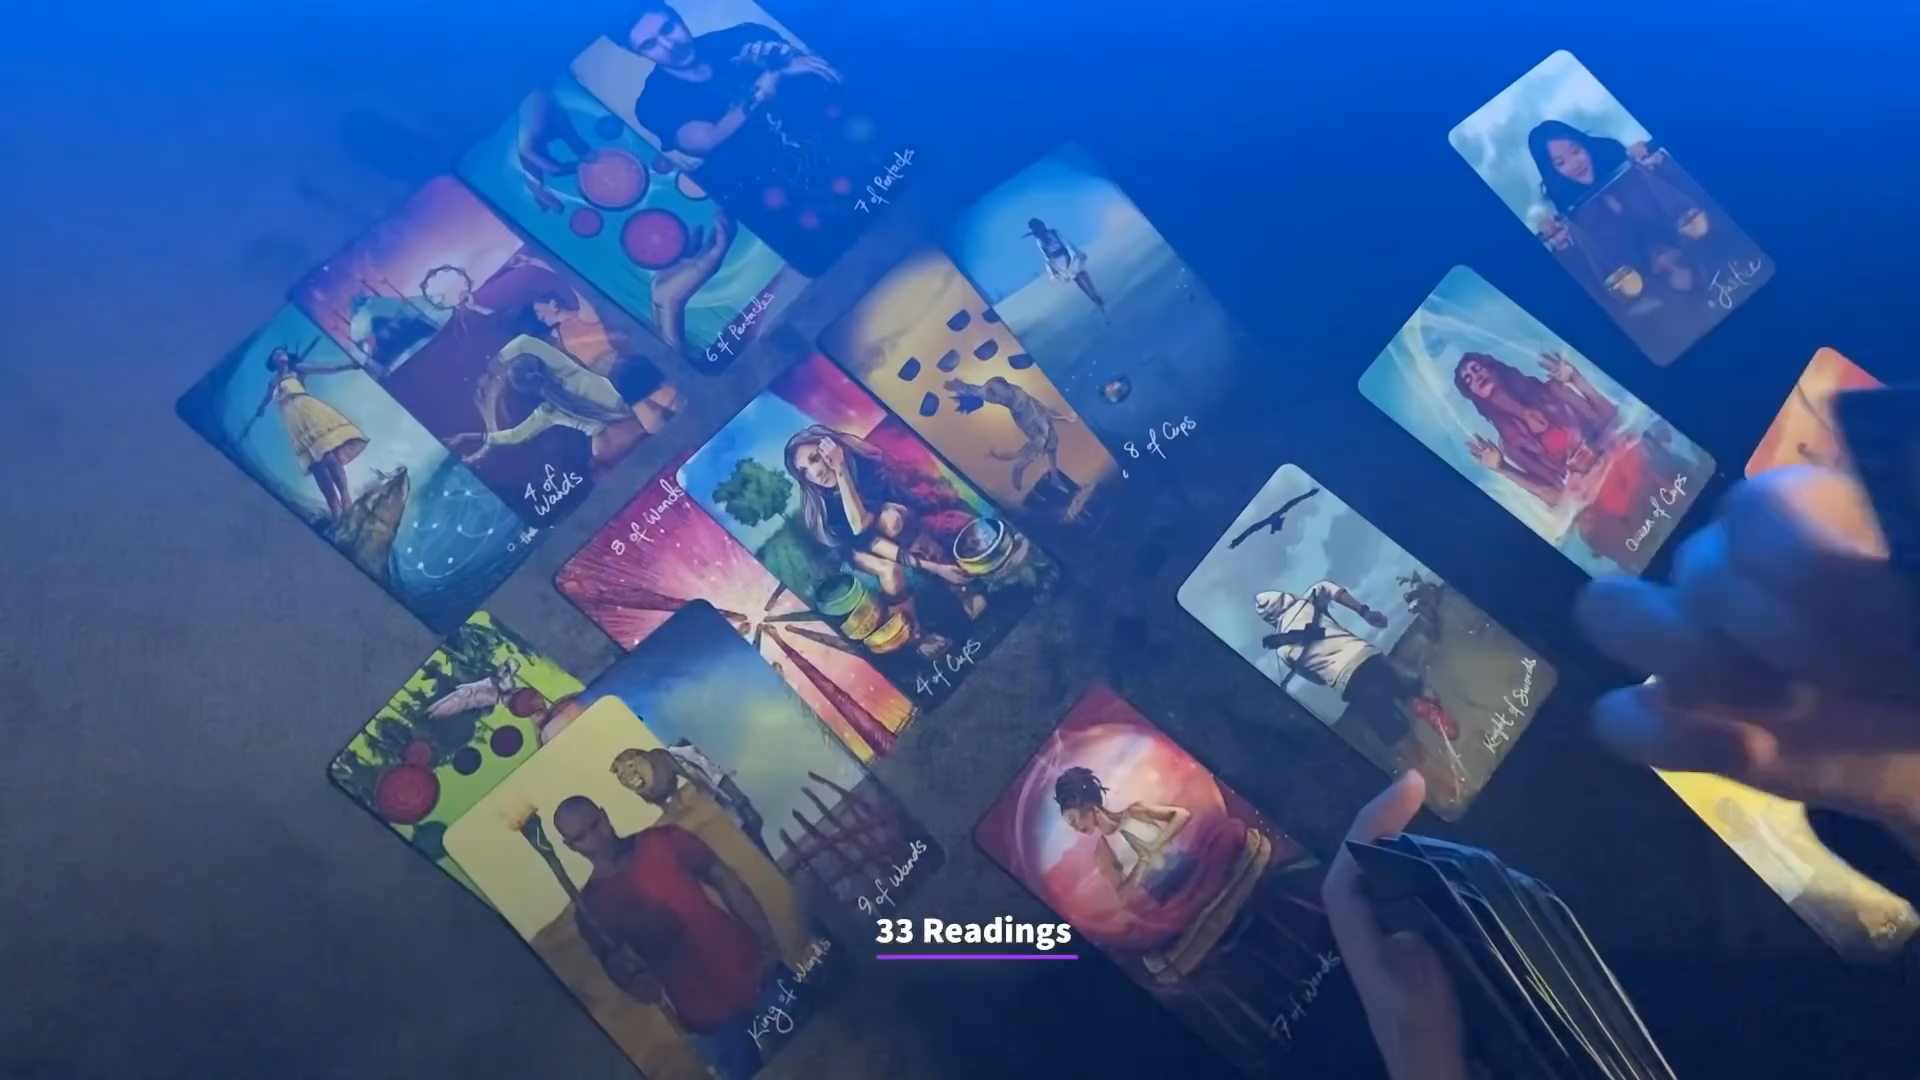 7 of Pentacles
6 of Pentacles
Justice
4 of
Wands
the
8 of Cups
8 of Wands
Queen of Cups
4 of Cups
Knight of Swords
9 of Wands
33 Readings
King of Wands
7 of Wands